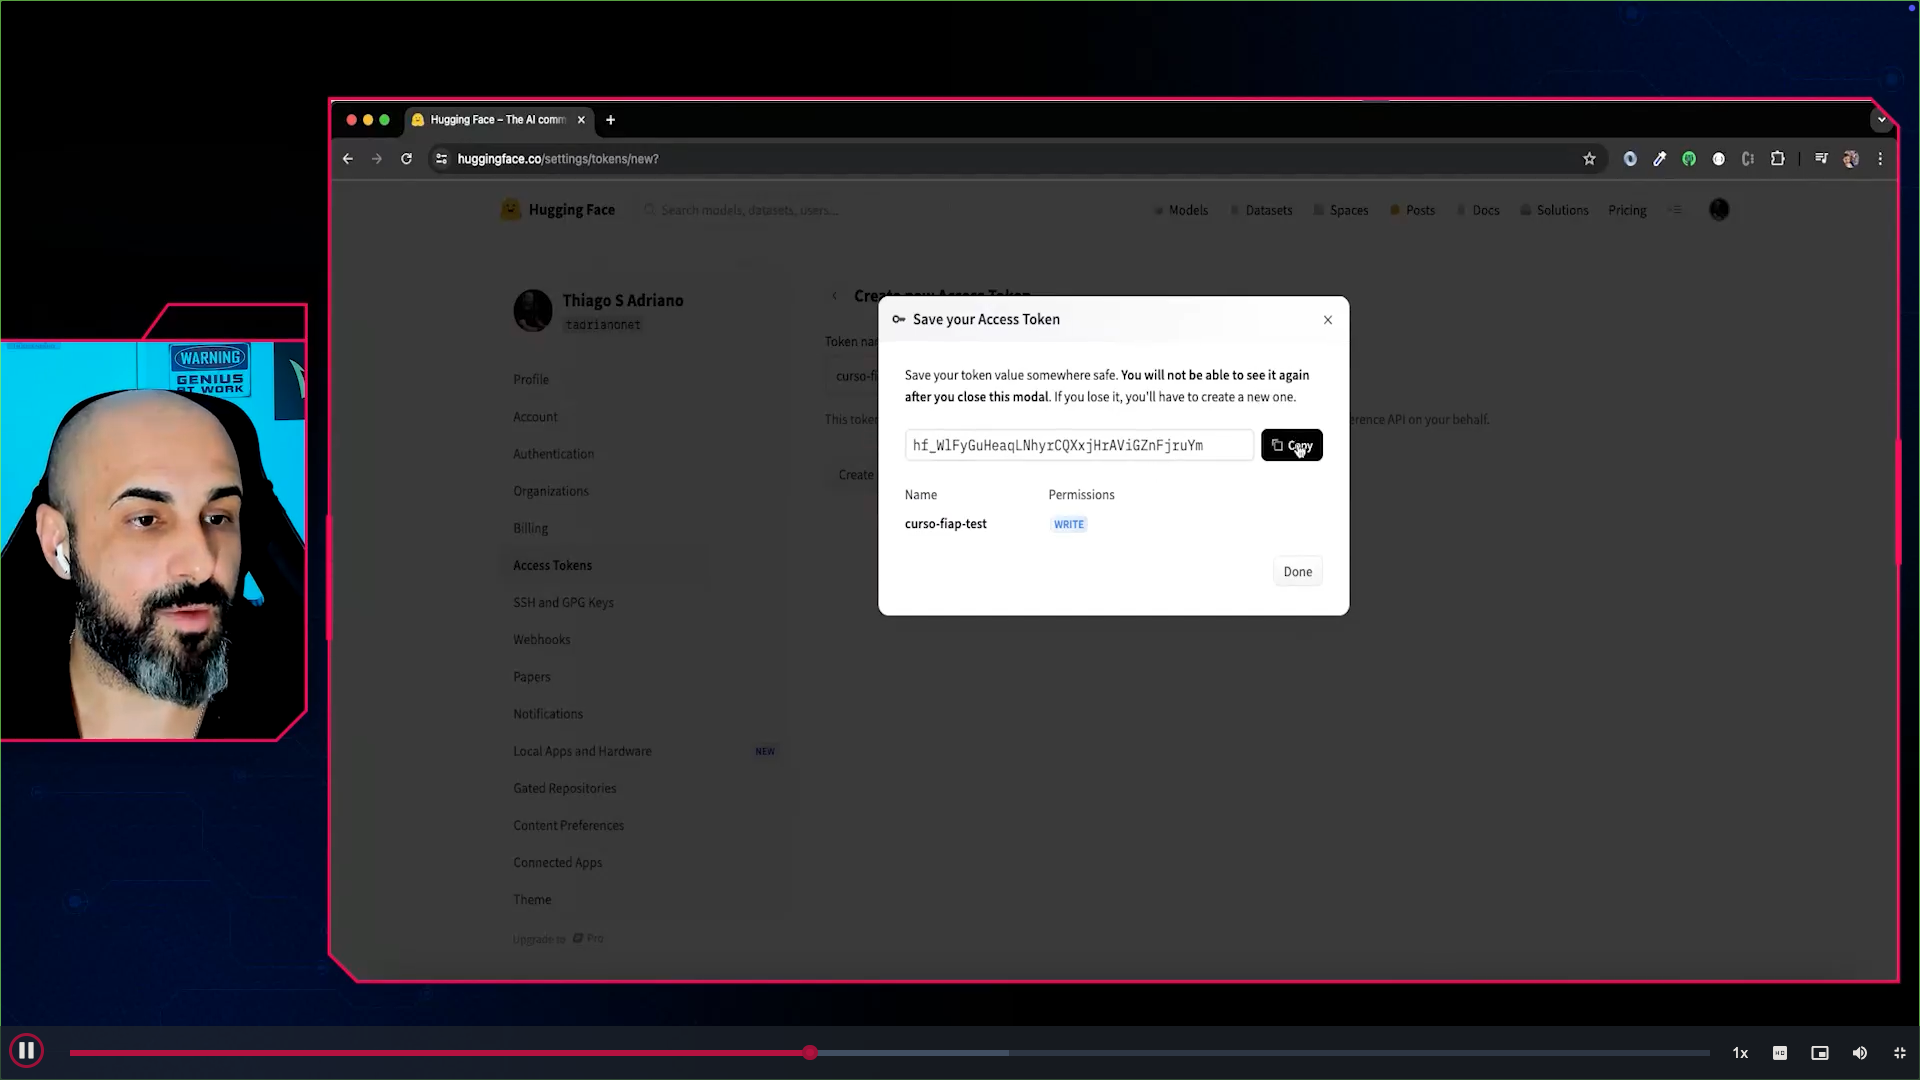 Hugging Face – The AI comm
huggingface.co/settings/tokens/new?
Hugging Face
Search models, datasets, users...
Models
Datasets
Spaces
Posts
Docs
Solutions
Pricing
Thiago S Adriano
tadrianonet
Profile
Account
Authentication
Organizations
Billing
Access Tokens
SSH and GPG Keys
Webhooks
Papers
Notifications
Local Apps and Hardware NEW
Gated Repositories
Content Preferences
Connected Apps
Theme
Upgrade to Pro
Create new Access Token
Token na
curso-fi
This token
erence API on your behalf.
Create
Save your Access Token
Save your token value somewhere safe. You will not be able to see it again
after you close this modal. If you lose it, you'll have to create a new one.
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
Copy
Name Permissions
curso-fiap-test WRITE
Done
WARNING
GENIUS
AT WORK
1x
HD